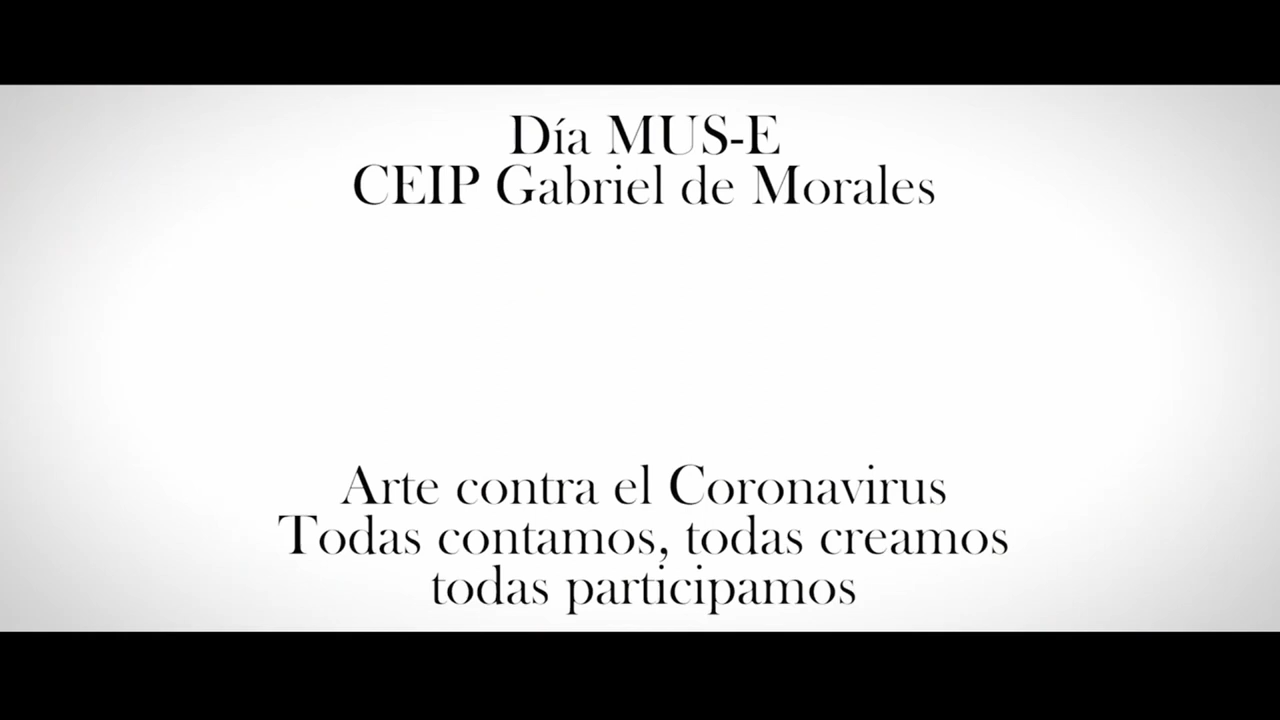 Día MUS-E
CEIP Gabriel de Morales
Arte contra el Coronavirus
Todas contamos, todas creamos
todas participamos